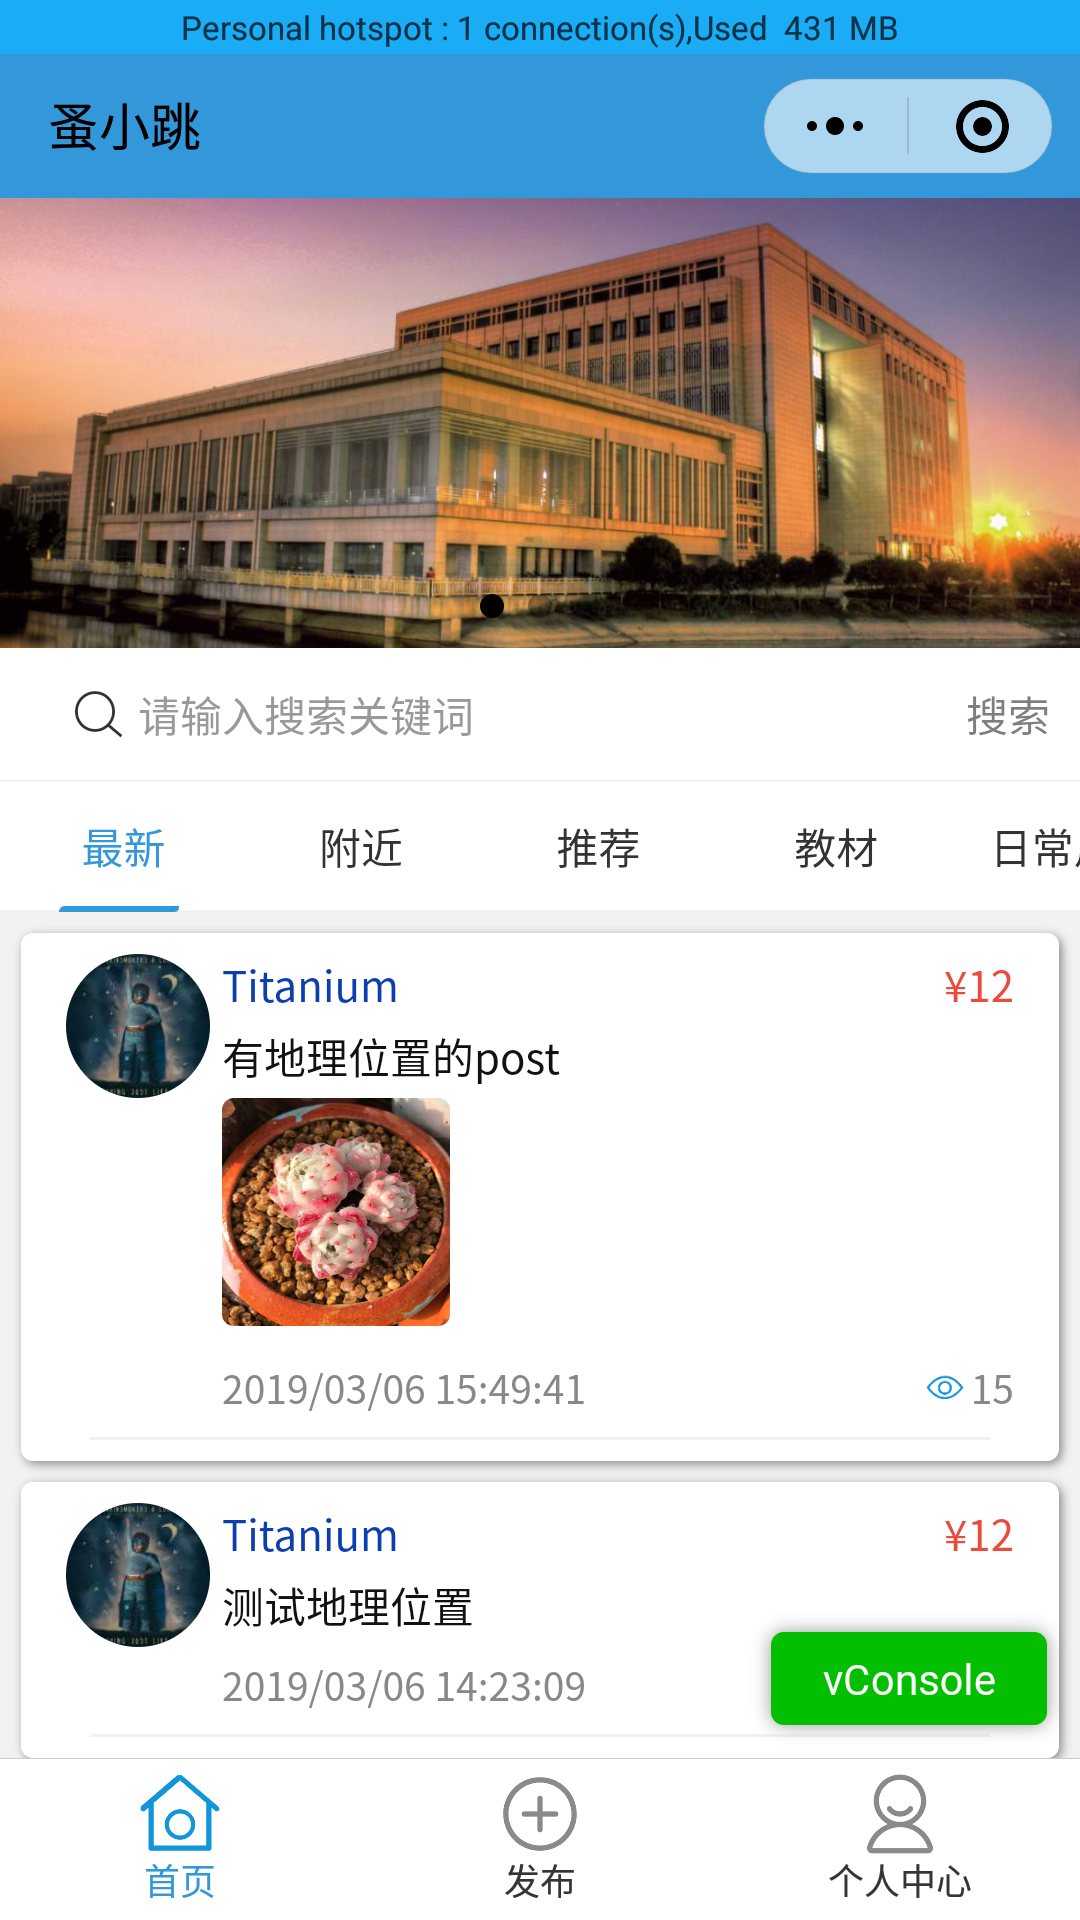 Personal hotspot : 1 connection(s),Used  431 MB
蚤小跳
请输入搜索关键词 搜索
最新 附近 推荐 教材 日常
Titanium ¥12
有地理位置的post
2019/03/06 15:49:41 15
Titanium ¥12
测试地理位置
2019/03/06 14:23:09
vConsole
首页 发布 个人中心